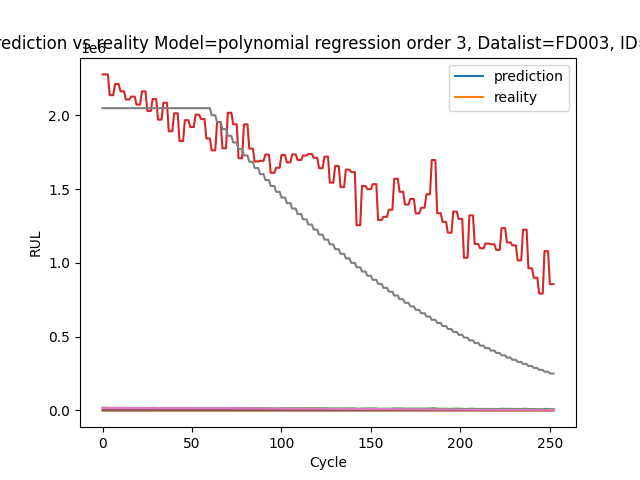 rediction vs reality Model=polynomial regression order 3, Datalist=FD003, ID=
1e6
prediction
reality
2.0
1.5
1.0
0.5
0.0
RUL
0 50 100 150 200 250
Cycle